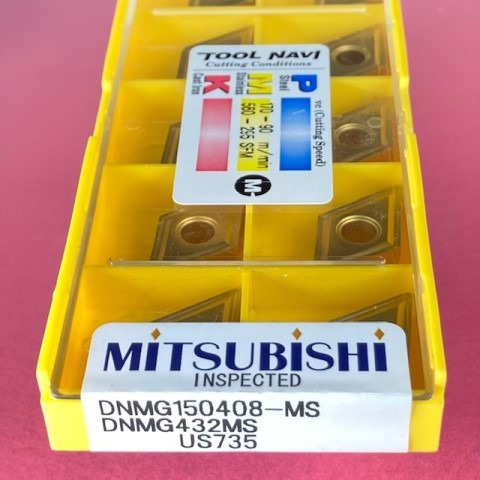 TOOL NAVI
Cutting Conditions
P
Steel
M
Stainless
K
Cast Iron
vc (Cutting Speed)
170 - 90 m/min
560 - 295 SFM
MITSUBISHI
INSPECTED
DNMG150408-MS
DNMG432MS
US735